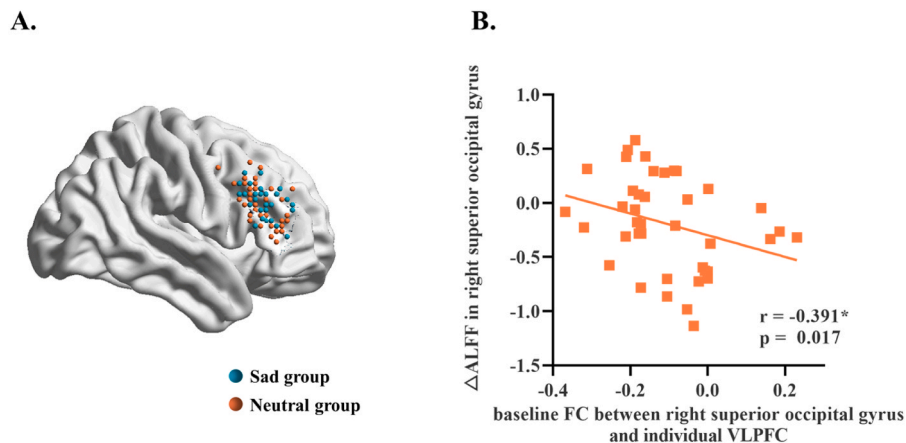 A.
B.
Sad group
Neutral group
△ALFF in right superior occipital gyrus
1.0
0.5
0.0
-0.5
-1.0
-1.5
r = -0.391*
p = 0.017
-0.4
-0.2
0.0
0.2
baseline FC between right superior occipital gyrus
and individual VLPFC